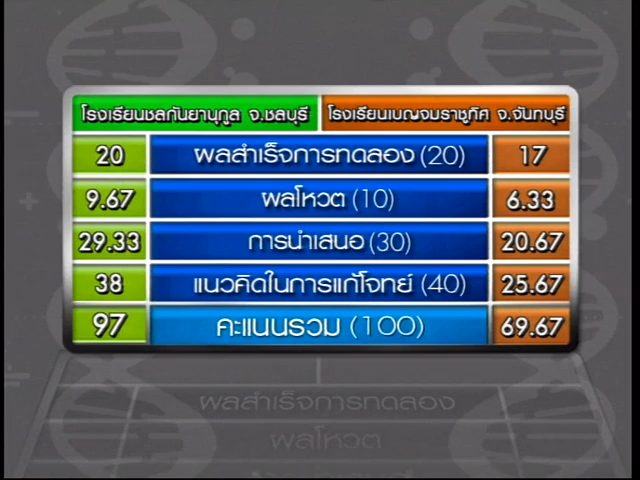 โรงเรียนชลกันยานุกูล จ.ชลบุรี โรงเรียนเบญจมราชูทิศ จ.จันทบุรี
20 ผลสำเร็จการทดลอง (20) 17
9.67 ผลโหวต (10) 6.33
29.33 การนำเสนอ (30) 20.67
38 แนวคิดในการแก้โจทย์ (40) 25.67
97 คะแนนรวม (100) 69.67
ผลสำเร็จการทดลอง
ผลโหวต